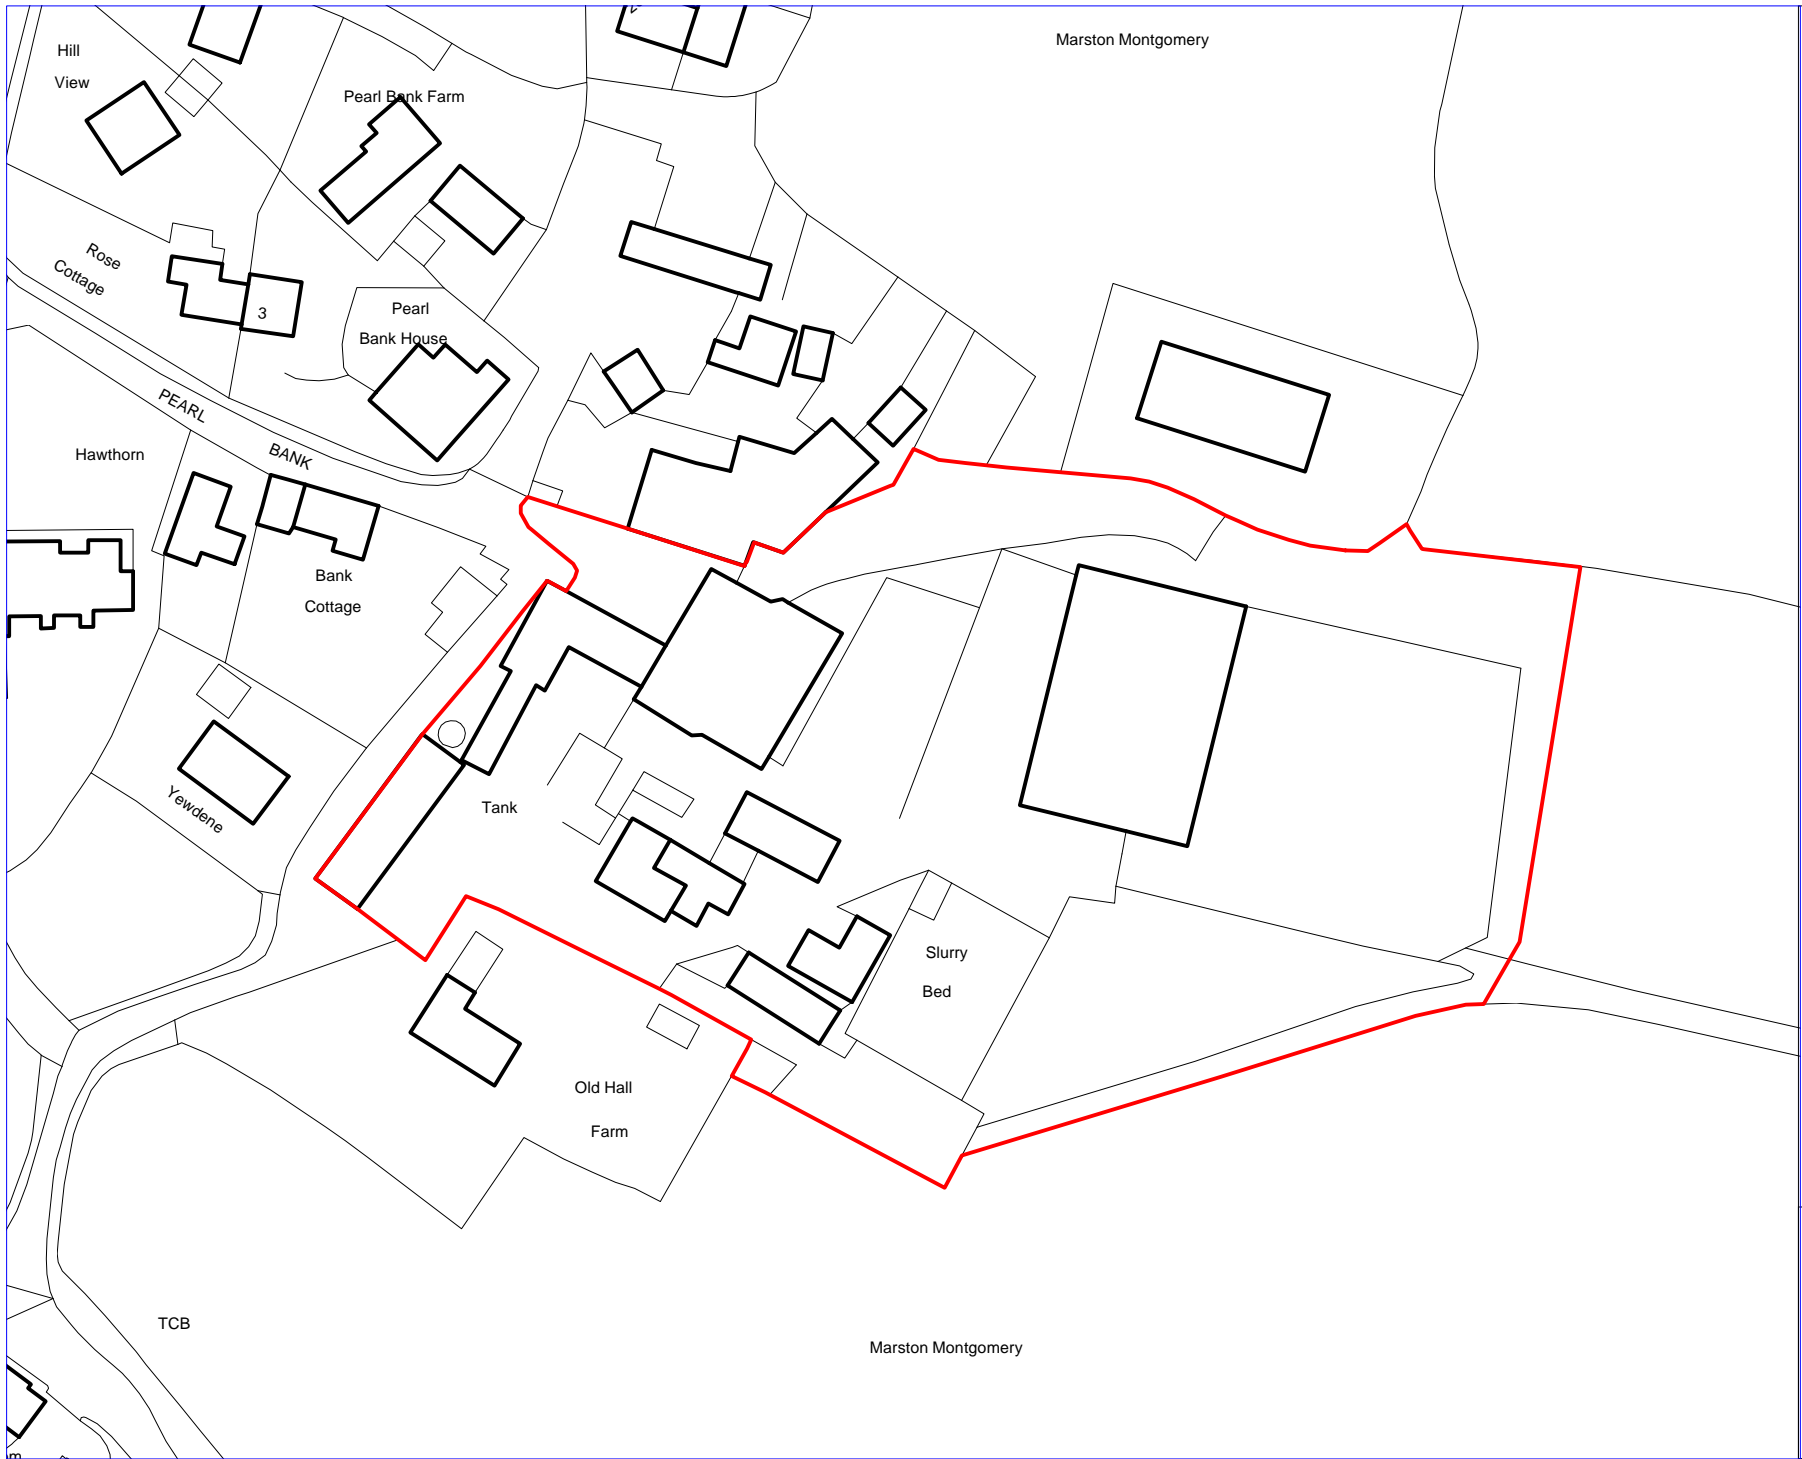 Marston Montgomery
Hill
View
Pearl Bank Farm
Rose
Cottage
3
Pearl
Bank House
PEARL
BANK
Hawthorn
Bank
Cottage
Yewdene
Tank
Slurry
Bed
Old Hall
Farm
TCB
Marston Montgomery